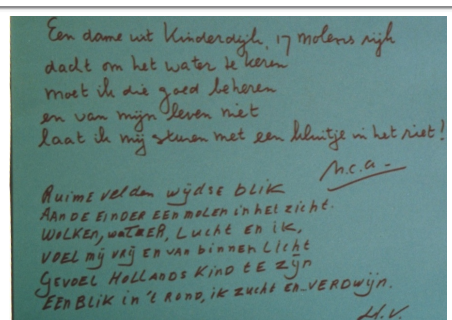 Een dame uit Kinderdijk, 17 molens rijk
dacht om het water te keren
moet ik die goed beheren
en van mijn leven niet
laat ik mij sturen met een kluitje in het riet!
n.c.a.
Ruime velden wijdse blik
AAN DE EINDER EEN MOLEN in het zicht.
WOLKEN, WATER, LUCHT EN ik,
VOEL mij vrij EN VAN binnen Licht
GEVOEL HOLLANDS Kind tE zijn
EEN BLIK in 't ROND, ik zucht EN VERDWIJN.
H.V.